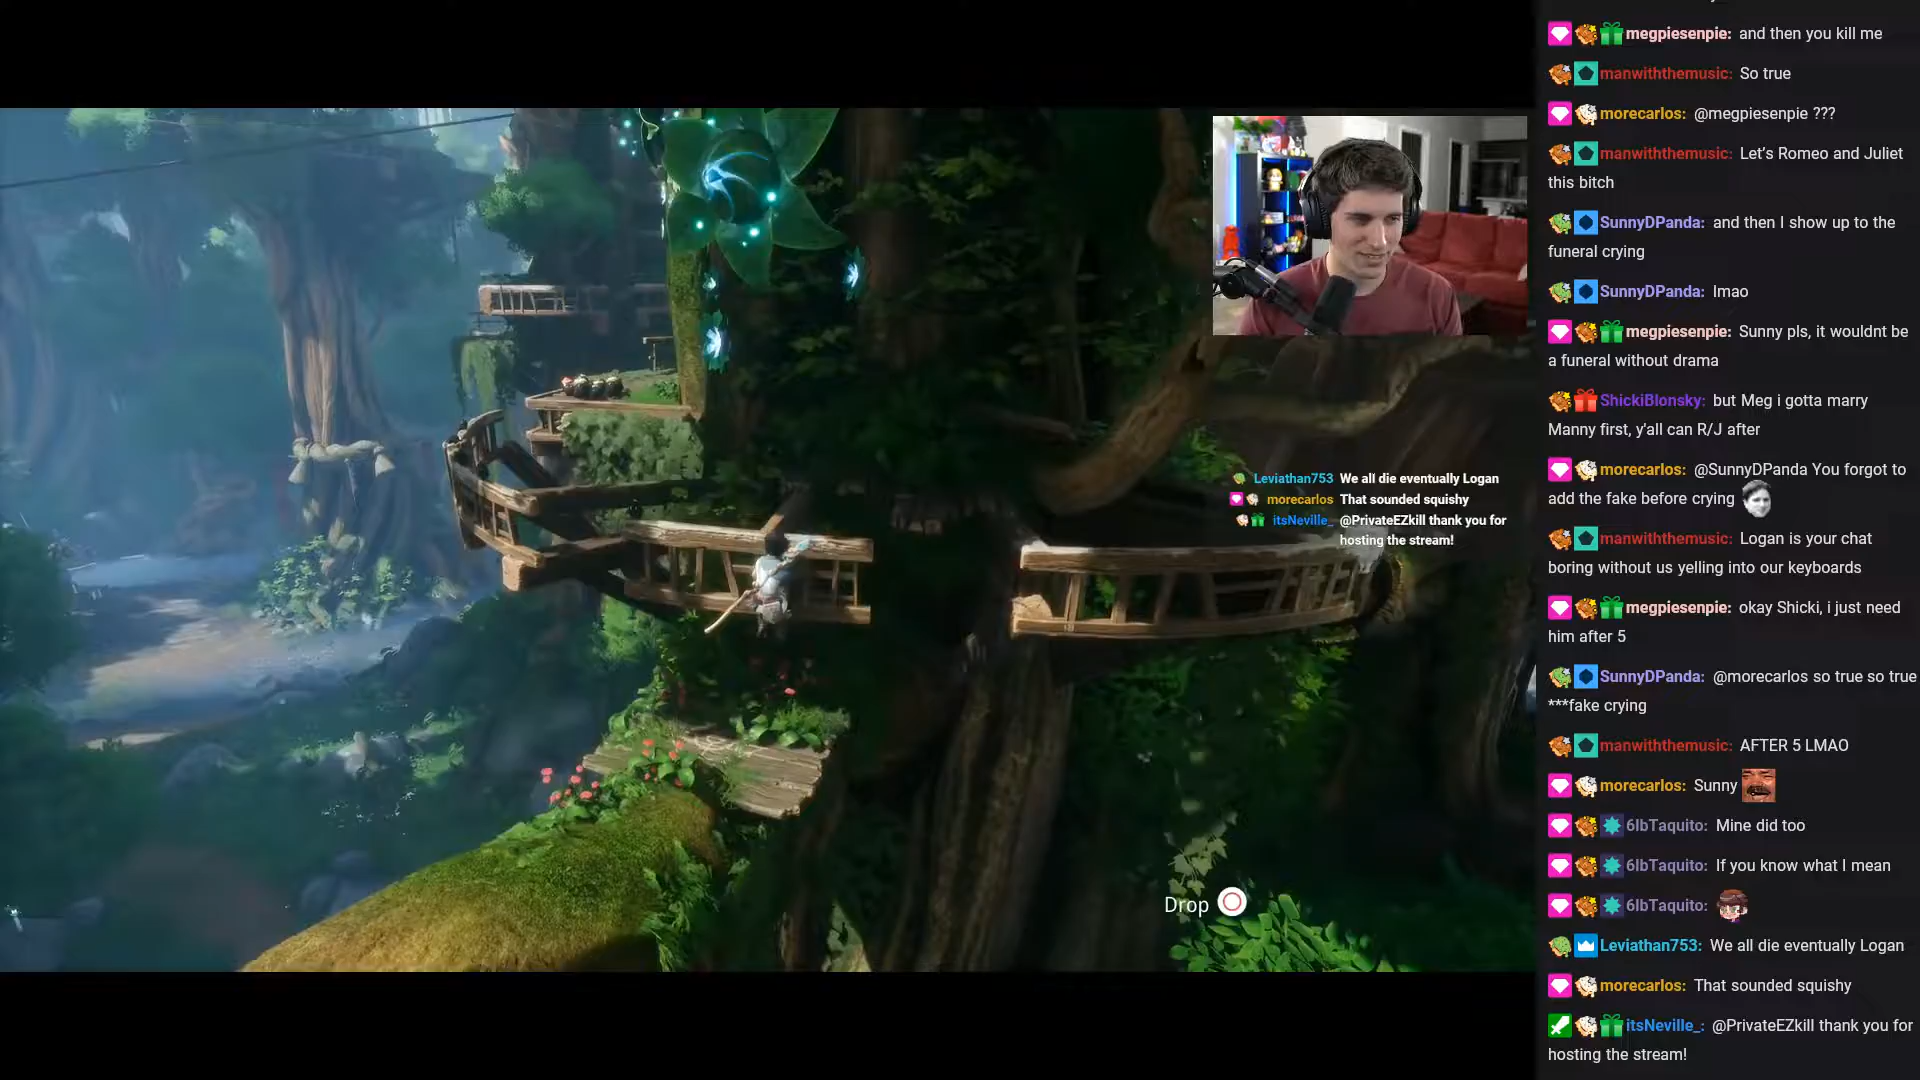 megpiesenpie: and then you kill me
manwiththemusic: So true
morecarlos: @megpiesenpie ???
manwiththemusic: Let's Romeo and Juliet
this bitch
SunnyDPanda: and then I show up to the
funeral crying
SunnyDPanda: lmao
megpiesenpie: Sunny pls, it wouldnt be
a funeral without drama
ShickiBlonsky: but Meg i gotta marry
Manny first, y'all can R/J after
morecarlos: @SunnyDPanda You forgot to
add the fake before crying
manwiththemusic: Logan is your chat
boring without us yelling into our keyboards
megpiesenpie: okay Shicki, i just need
him after 5
SunnyDPanda: @morecarlos so true so true
***fake crying
manwiththemusic: AFTER 5 LMAO
morecarlos: Sunny
6lbTaquito: Mine did too
6lbTaquito: If you know what I mean
6lbTaquito:
Leviathan753: We all die eventually Logan
morecarlos: That sounded squishy
itsNeville_: @PrivateEZkill thank you for
hosting the stream!
Leviathan753 We all die eventually Logan
morecarlos That sounded squishy
itsNeville_ @PrivateEZkill thank you for
hosting the stream!
Drop